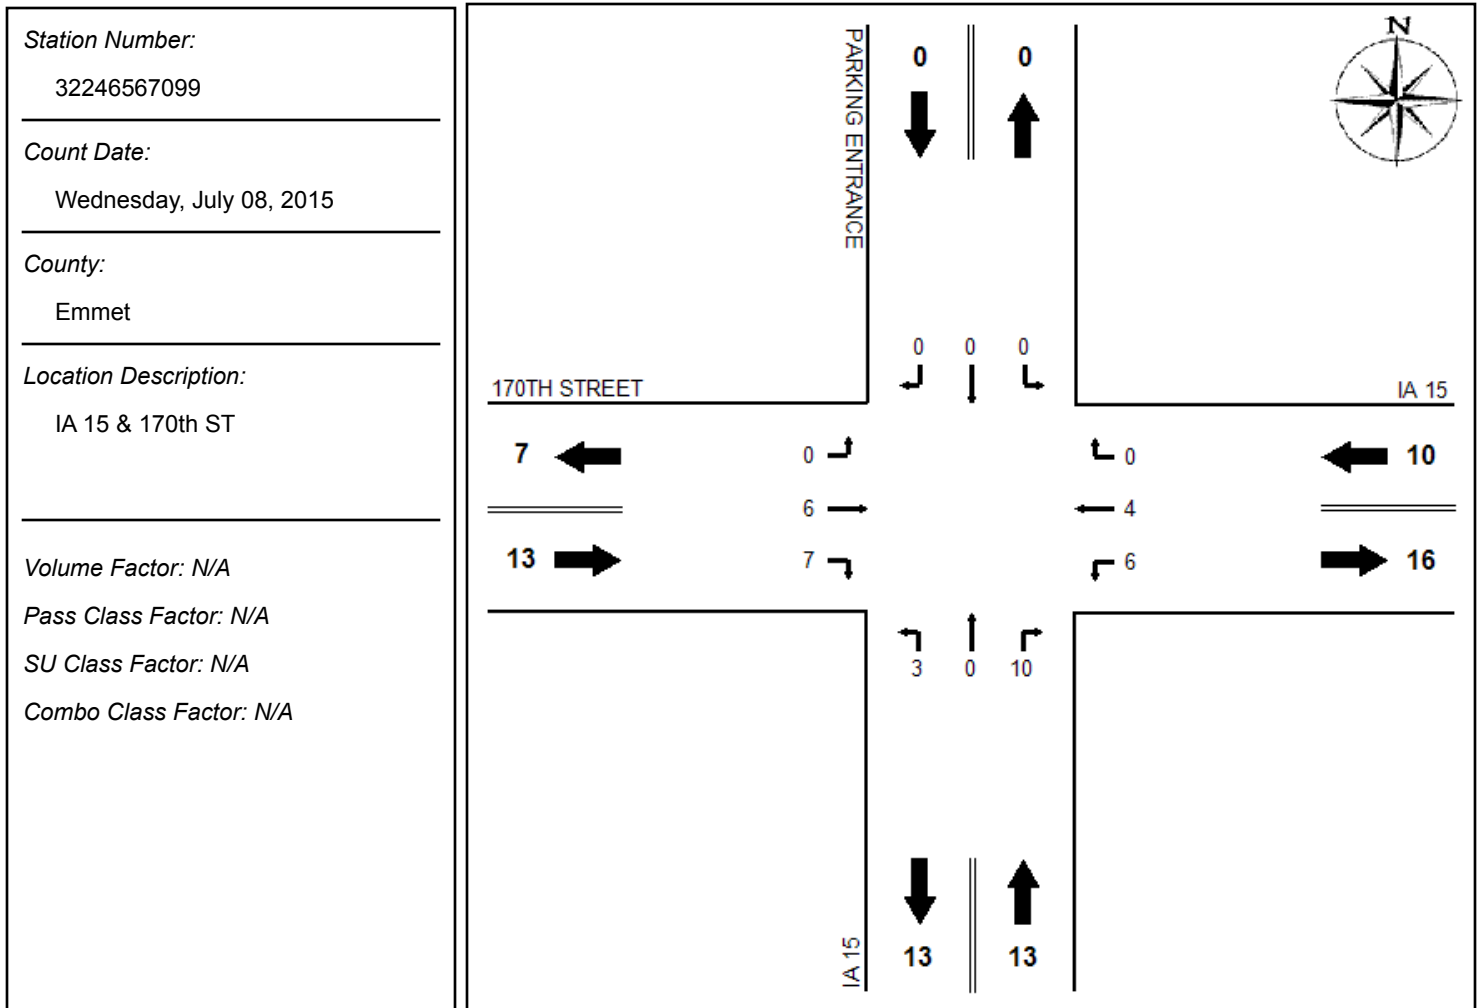 Station Number:
32246567099
Count Date:
Wednesday, July 08, 2015
County:
Emmet
Location Description:
IA 15 & 170th ST
Volume Factor: N/A
Pass Class Factor: N/A
SU Class Factor: N/A
Combo Class Factor: N/A
N
PARKING ENTRANCE
0 0
0 0 0
170TH STREET
IA 15
7 0 0 10
6 4
13 7 6 16
3 0 10
IA 15
13 13